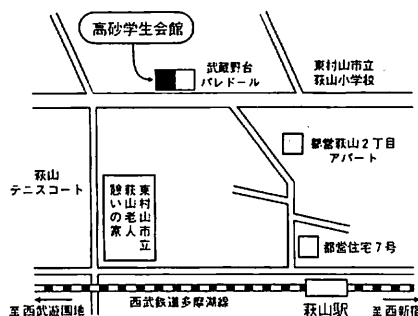 高砂学生会館
武蔵野台
パレドール
東村山市立
萩山小学校
都営萩山2丁目
アパート
萩山
テニスコート
東村山市立
萩山老人
憩いの家
都営住宅7号
西武鉄道多摩湖線
萩山駅
至西武遊園地
至西新宿